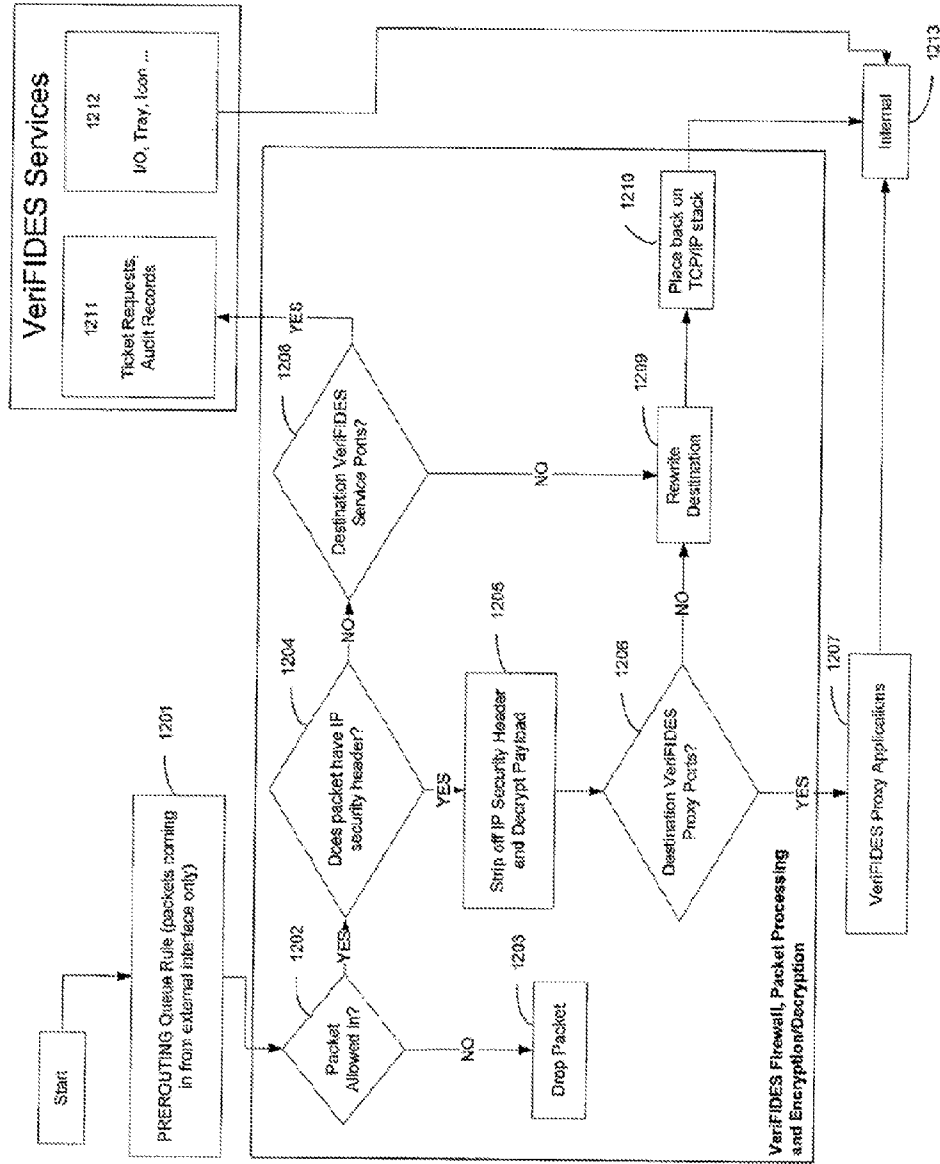 Start
1201
PREROUTING Queue Rule (packets coming
in from external interface only)
1202
Packet
Allowed In?
NO
1203
Drop Packet
YES
1204
Does packet have IP
security header?
YES
1205
Strip off IP Security Header
and Decrypt Payload
1206
Destination VeriFIDES
Proxy Ports?
YES
1207
VeriFIDES Proxy Applications
NO
NO
1208
Destination VeriFIDES
Service Ports?
YES
NO
1209
Rewrite
Destination
1210
Place back on
TCP/IP stack
VeriFIDES Services
1211
Ticket Requests,
Audit Records
1212
I/O, Tray, Icon ...
Internal
1213
VeriFIDES Firewall, Packet Processing
and Encryption/Decryption